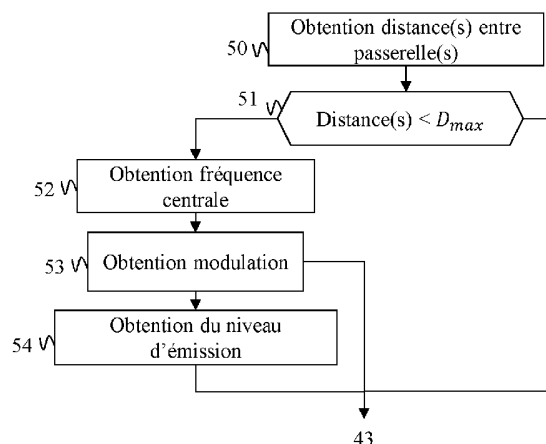 50
Obtention distance(s) entre
passerelle(s)
51
Distance(s) < D_max
52
Obtention fréquence
centrale
53
Obtention modulation
54
Obtention du niveau
d'émission
43